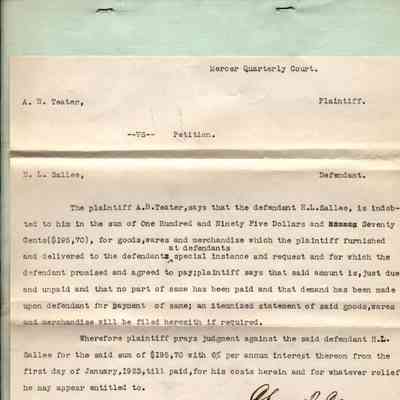 Mercer Quarterly Court.
A. B. Teater, Plaintiff.
--VS-- Petition.
H. L. Sallee, Defendant.
The plaintiff A.B.Teater,says that the defendant H.L.Sallee, is indeb-
ted to him in the sum of One Hundred and Ninety Five Dollars and Seventy
Cents($195,70), for goods,wares and merchandise which the plaintiff furnished
at defendants
and delivered to the defendant special instance and request and for which the
defendant promised and agreed to pay;plaintiff says that said amount is,just due
and unpaid and that no part of same has been paid and that demand has been made
upon defendant for payment of same; an itemized statement of said goods,wares
and merchandise will be filed herewith if required.
Wherefore plaintiff prays judgment against the said defendant H.L.
Sallee for the said sum of $195,70 with 6% per annum interest thereon from the
first day of January,1923,till paid,for his costs herein and for whatever relief
he may appear entitled to.